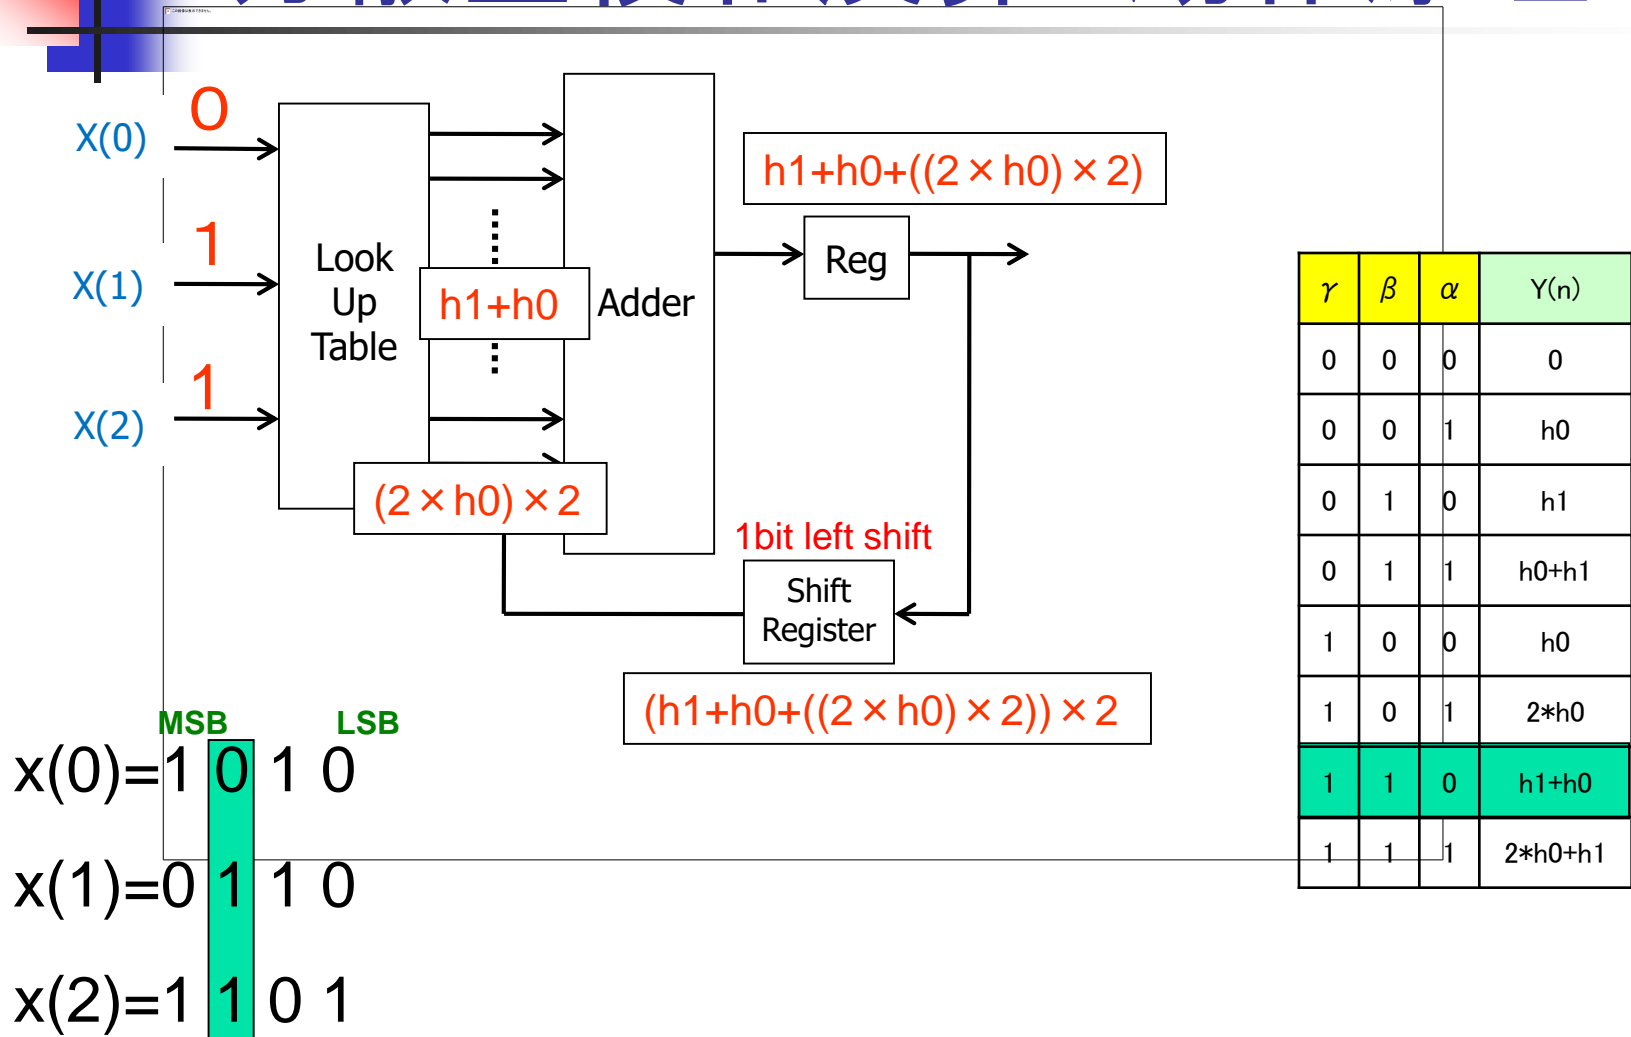 X(0)
0
X(1)
1
X(2)
1
Look
Up
Table
h1+h0
Adder
(2×h0)×2
h1+h0+((2×h0)×2)
Reg
1bit left shift
Shift
Register
(h1+h0+((2×h0)×2))×2
MSB LSB
x(0)=1 0 1 0
x(1)=0 1 1 0
x(2)=1 1 0 1
γ β α Y(n)
0 0 0 0
0 0 1 h0
0 1 0 h1
0 1 1 h0+h1
1 0 0 h0
1 0 1 2*h0
1 1 0 h1+h0
1 1 1 2*h0+h1